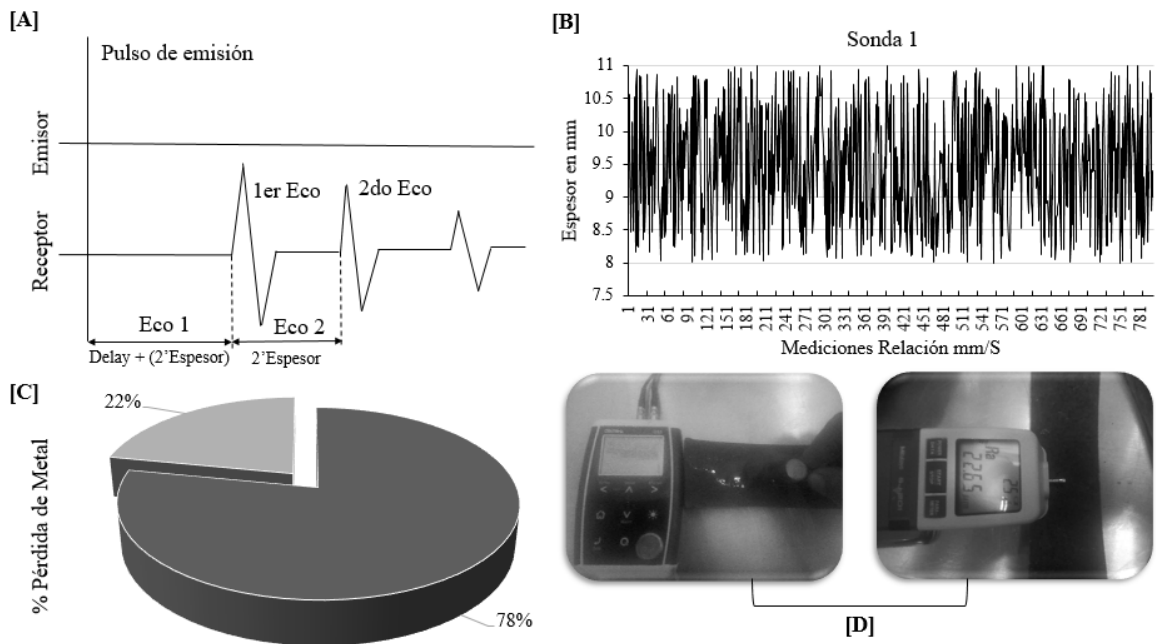 [A]
Pulso de emisión
Emisor
Receptor
1er Eco
2do Eco
Eco 1
Eco 2
Delay + (2’Espesor)
2’Espesor
[B]
Sonda 1
Espesor en mm
11
10.5
10
9.5
9
8.5
8
7.5
1 31 61 91 121 151 181 211 241 271 301 331 361 391 421 451 481 511 541 571 601 631 661 691 721 751 781
Mediciones Relación mm/S
[C]
% Pérdida de Metal
22%
78%
[D]